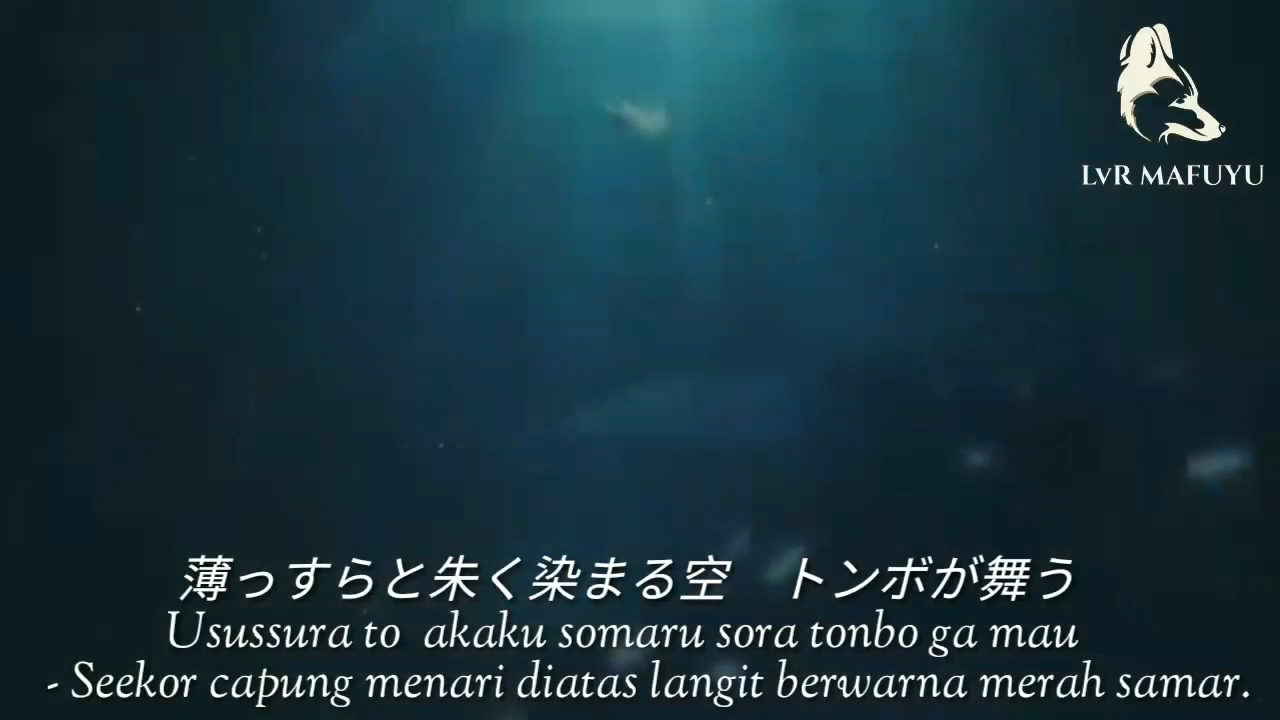 LvR MAFUYU
薄っすらと朱く染まる空　トンボが舞う
Usussura to akaku somaru sora tonbo ga mau
- Seekor capung menari diatas langit berwarna merah samar.